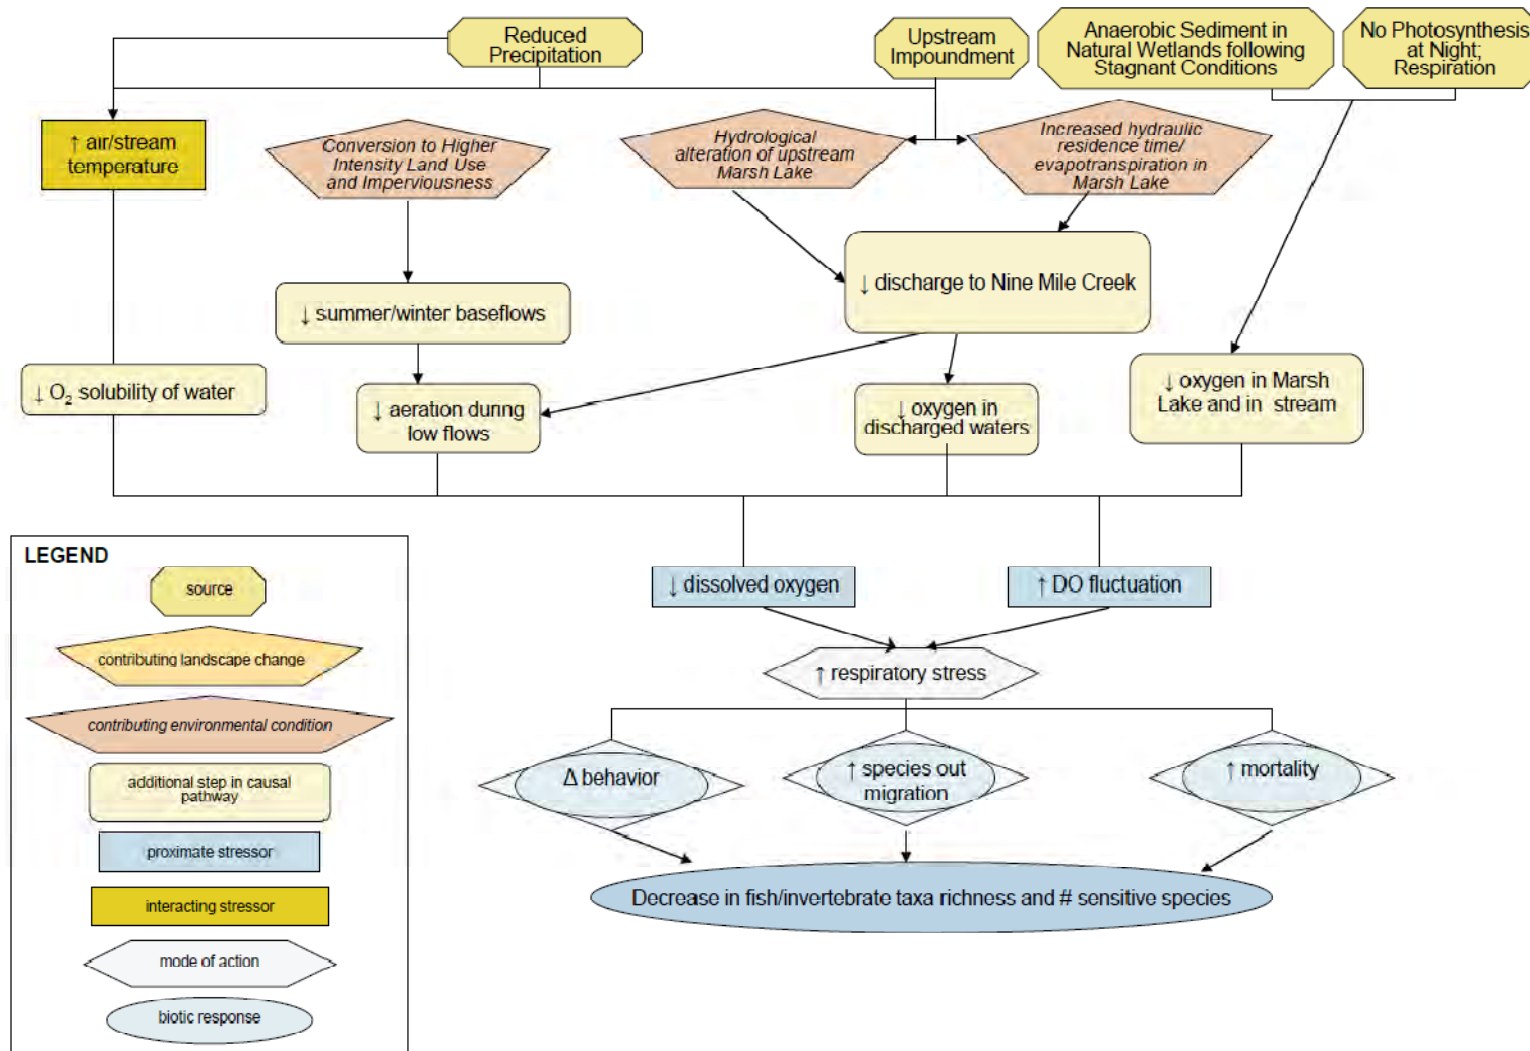 Reduced
Precipitation
Upstream
Impoundment
Anaerobic Sediment in
Natural Wetlands following
Stagnant Conditions
No Photosynthesis
at Night;
Respiration
↑ air/stream
temperature
Conversion to Higher
Intensity Land Use
and Imperviousness
Hydrological
alteration of upstream
Marsh Lake
Increased hydraulic
residence time/
evapotranspiration in
Marsh Lake
↓ discharge to Nine Mile Creek
↓ summer/winter baseflows
↓ O₂ solubility of water
↓ aeration during
low flows
↓ oxygen in
discharged waters
↓ oxygen in Marsh
Lake and in stream
↓ dissolved oxygen
↑ DO fluctuation
↑ respiratory stress
Δ behavior
↑ species out
migration
↑ mortality
Decrease in fish/invertebrate taxa richness and # sensitive species
LEGEND
source
contributing landscape change
contributing environmental condition
additional step in causal
pathway
proximate stressor
interacting stressor
mode of action
biotic response